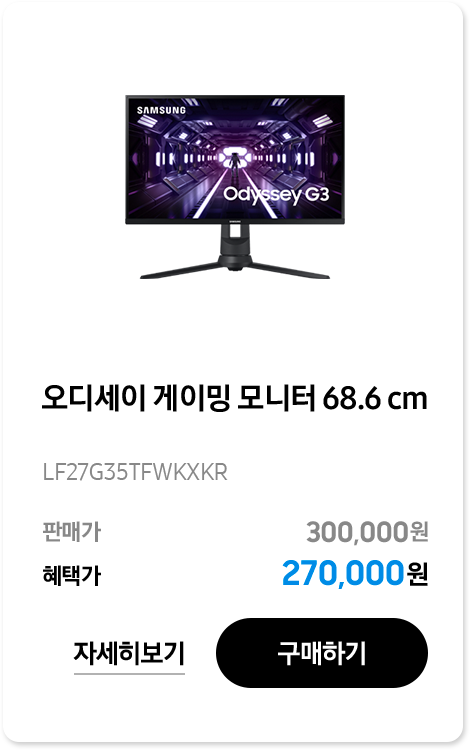 SAMSUNG
Odyssey G3
오디세이 게이밍 모니터 68.6 cm
LF27G35TFWKXKR
판매가 300,000원
혜택가 270,000원
자세히보기 구매하기